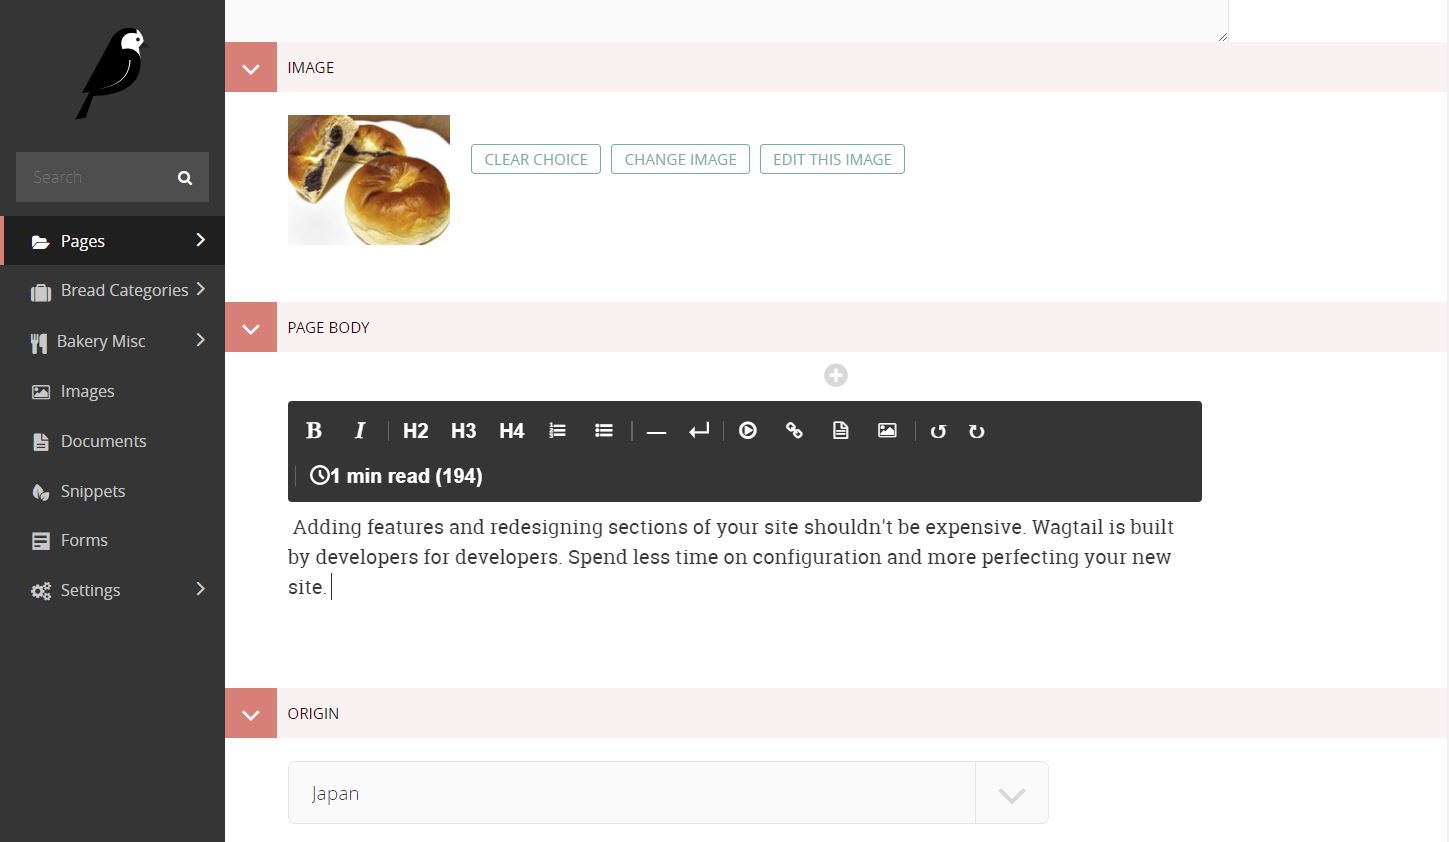 Search
Pages
Bread Categories
Bakery Misc
Images
Documents
Snippets
Forms
Settings
IMAGE
CLEAR CHOICE CHANGE IMAGE EDIT THIS IMAGE
PAGE BODY
B I H2 H3 H4
1 min read (194)
Adding features and redesigning sections of your site shouldn't be expensive. Wagtail is built
by developers for developers. Spend less time on configuration and more perfecting your new
site.
ORIGIN
Japan